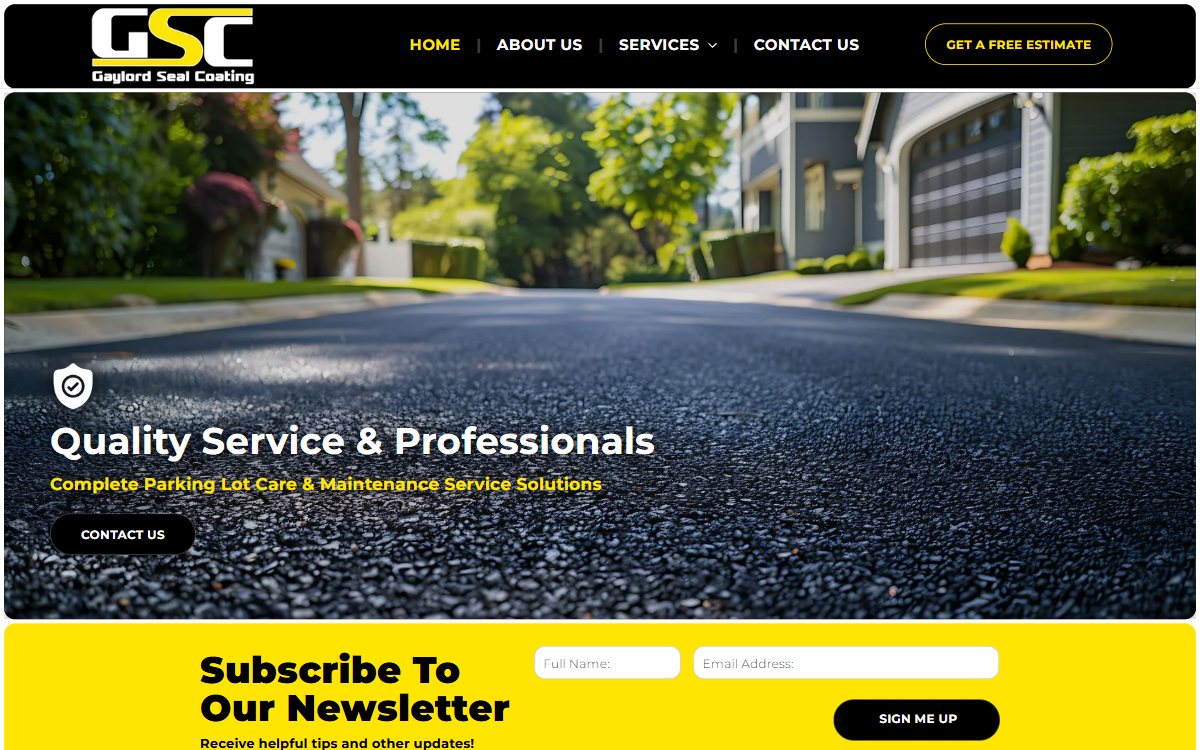 GSC
Gaylord Seal Coating
HOME | ABOUT US | SERVICES | CONTACT US
GET A FREE ESTIMATE
Quality Service & Professionals
Complete Parking Lot Care & Maintenance Service Solutions
CONTACT US
Subscribe To
Our Newsletter
Receive helpful tips and other updates!
Full Name:
Email Address:
SIGN ME UP